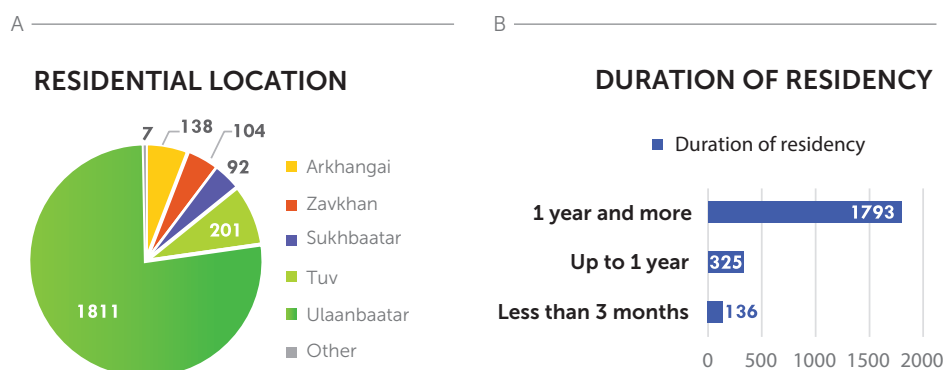 A
RESIDENTIAL LOCATION
7
138
104
92
201
1811
Arkhangai
Zavkhan
Sukhbaatar
Tuv
Ulaanbaatar
Other
B
DURATION OF RESIDENCY
Duration of residency
1 year and more 1793
Up to 1 year 325
Less than 3 months 136
0 500 1000 1500 2000